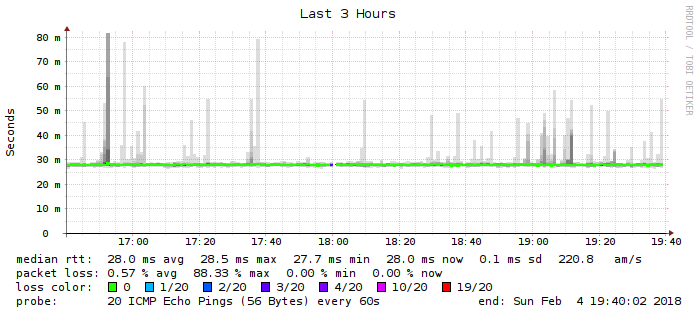 Last 3 Hours
RRDTOOL / TOBI OETIKER
Seconds
80 m
70 m
60 m
50 m
40 m
30 m
20 m
10 m
0
17:00 17:20 17:40 18:00 18:20 18:40 19:00 19:20 19:40
median rtt: 28.0 ms avg 28.5 ms max 27.7 ms min 28.0 ms now 0.1 ms sd 220.8 am/s
packet loss: 0.57 % avg 88.33 % max 0.00 % min 0.00 % now
loss color: 0 1/20 2/20 3/20 4/20 10/20 19/20
probe: 20 ICMP Echo Pings (56 Bytes) every 60s end: Sun Feb 4 19:40:02 2018